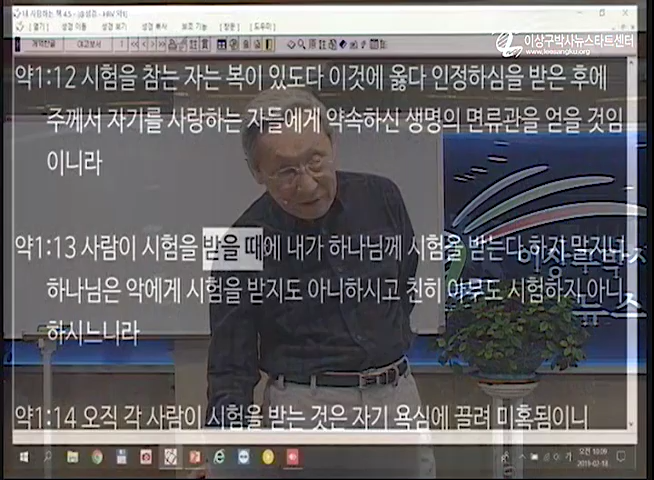 이상구박사뉴스타트센터
www.leesangku.org
약1:12 시험을 참는 자는 복이 있도다 이것에 옳다 인정하심을 받은 후에
주께서 자기를 사랑하는 자들에게 약속하신 생명의 면류관을 얻을 것임
이니라
약1:13 사람이 시험을 받을 때에 내가 하나님께 시험을 받는다 하지 말지니
하나님은 악에게 시험을 받지도 아니하시고 친히 아무도 시험하지 아니
하시느니라
약1:14 오직 각 사람이 시험을 받는 것은 자기 욕심에 끌려 미혹됨이니
오전 10:09
2019-02-18